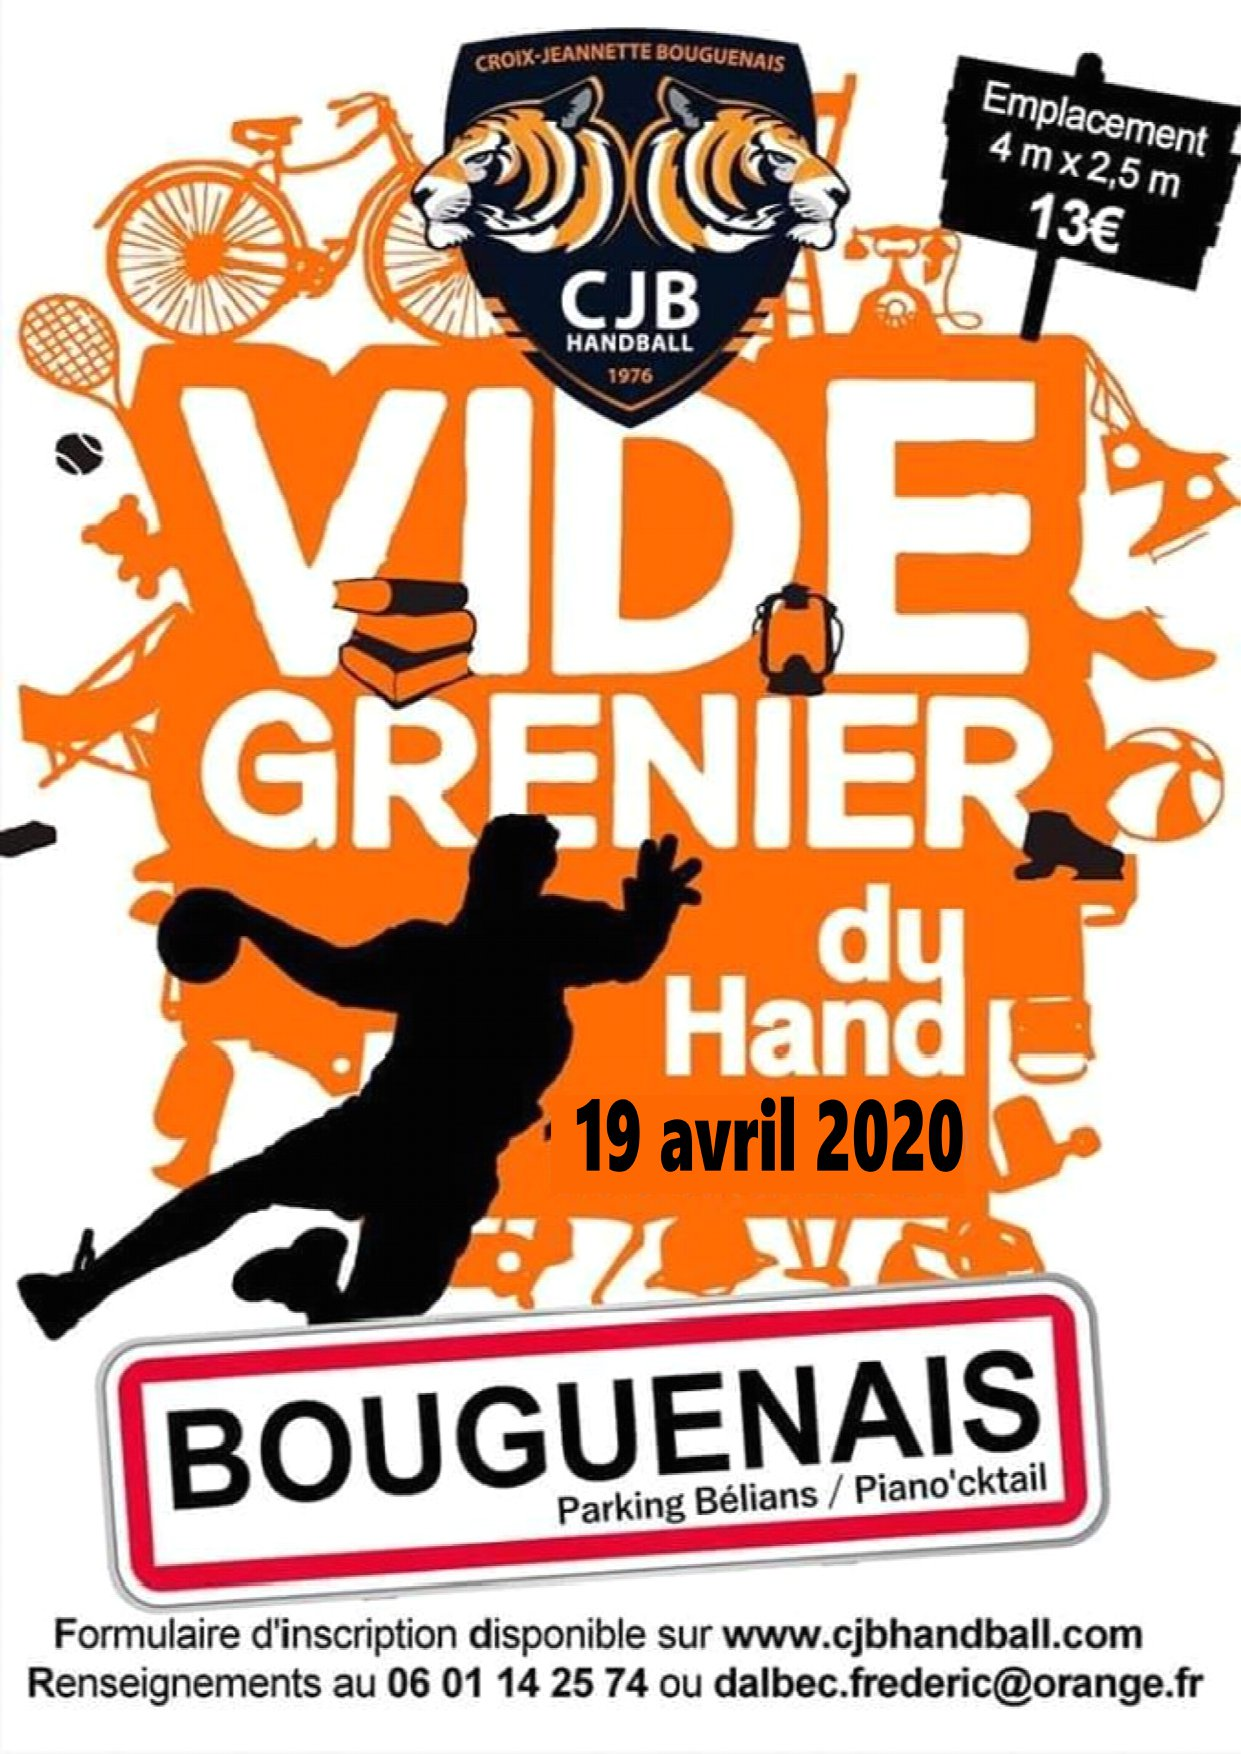 CROIX-JEANNETTE BOUGUENAIS
CJB
HANDBALL
1976
Emplacement
4 m x 2,5 m
13€
VIDE
GRENIER
du
Hand
19 avril 2020
BOUGUENAIS
Parking Bélians / Piano'cktail
Formulaire d'inscription disponible sur www.cjbhandball.com
Renseignements au 06 01 14 25 74 ou dalbec.frederic@orange.fr